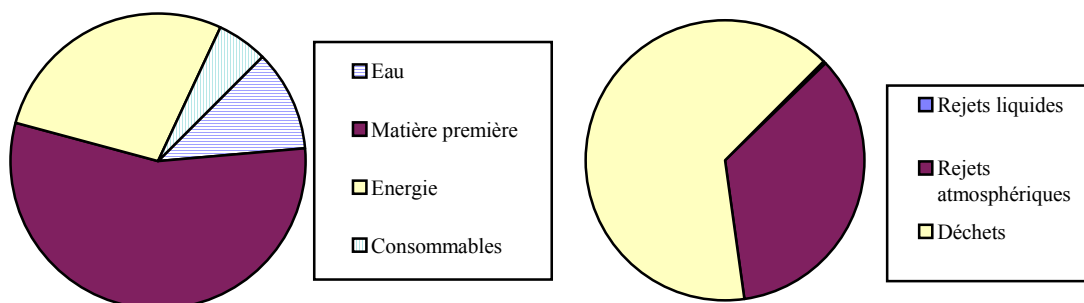 Eau
Matière première
Energie
Consommables
Rejets liquides
Rejets
atmosphériques
Déchets